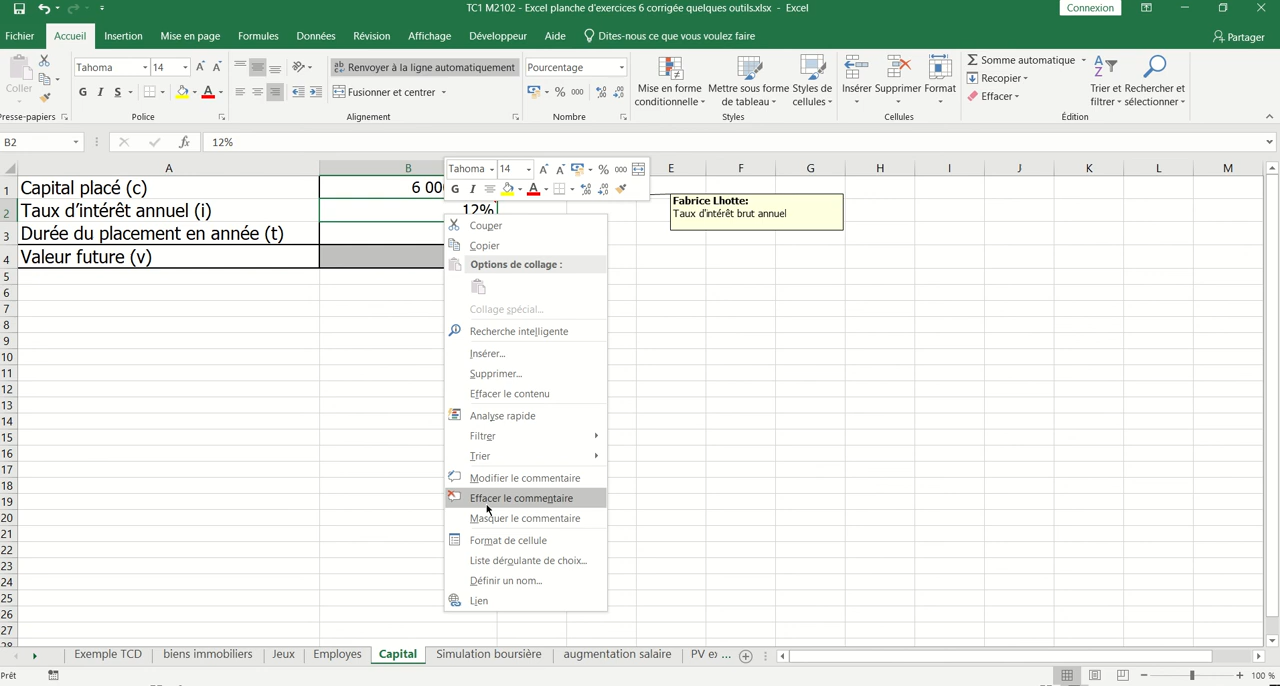 TC1 M2102 - Excel planche d'exercices 6 corrigée quelques outils.xlsx - Excel
Connexion
Fichier Accueil Insertion Mise en page Formules Données Révision Affichage Développeur Aide Dites-nous ce que vous voulez faire Partager
Coller
Tahoma 14
G I S
Renvoyer à la ligne automatiquement
Fusionner et centrer
Pourcentage
% 000
Mise en forme conditionnelle
Mettre sous forme de tableau
Styles de cellules
Insérer Supprimer Format
Somme automatique
Recopier
Effacer
Trier et filtrer
Rechercher et sélectionner
Presse-papiers Police Alignement Nombre Styles Cellules Édition
B2 fx 12%
A B E F G H I J K L M
1 Capital placé (c) 6 00
2 Taux d'intérêt annuel (i) 12%
3 Durée du placement en année (t)
4 Valeur future (v)
5
6
7
8
9
10
11
12
13
14
15
16
17
18
19
20
21
22
23
24
25
26
27
28
Tahoma 14 % 000
G I A
Fabrice Lhotte:
Taux d'intérêt brut annuel
Couper
Copier
Options de collage :
Collage spécial...
Recherche intelligente
Insérer...
Supprimer...
Effacer le contenu
Analyse rapide
Filtrer
Trier
Modifier le commentaire
Effacer le commentaire
Masquer le commentaire
Format de cellule
Liste déroulante de choix...
Définir un nom...
Lien
Exemple TCD biens immobiliers Jeux Employes Capital Simulation boursière augmentation salaire PV ex ...
Prêt 100 %